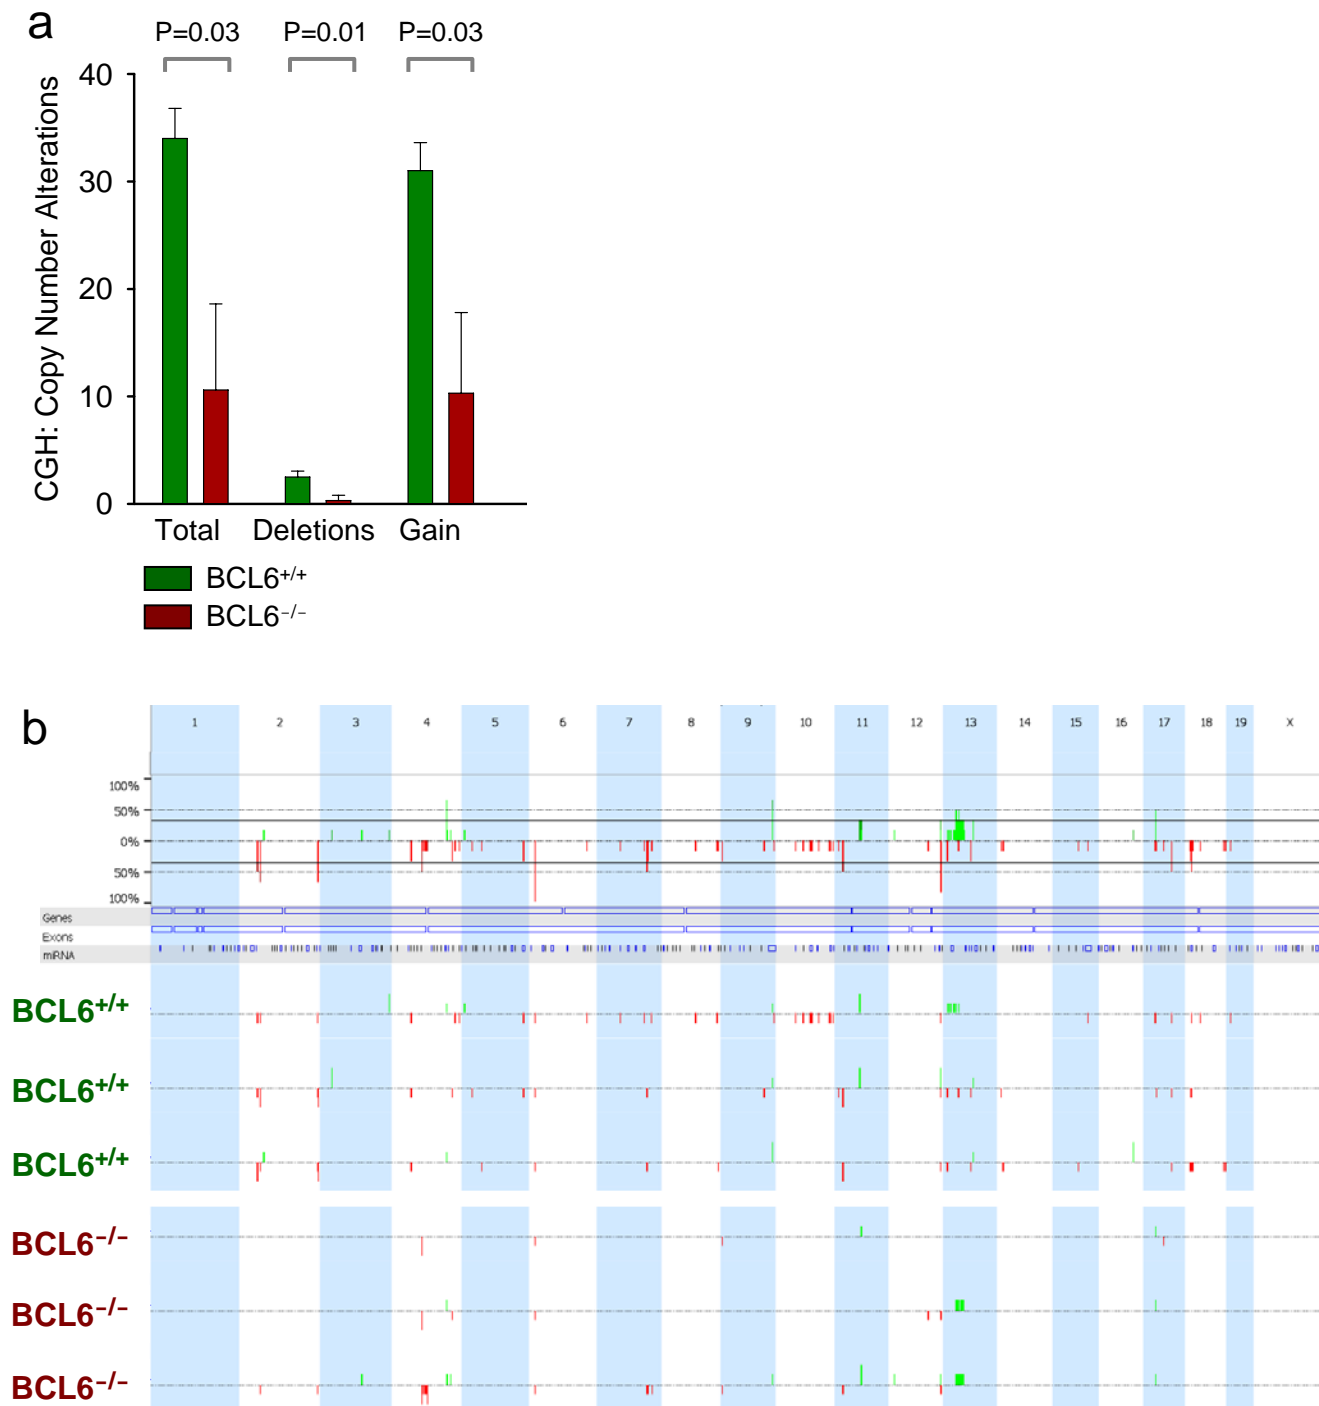 a
P=0.03 P=0.01 P=0.03
CGH: Copy Number Alterations
40
30
20
10
0
Total Deletions Gain
BCL6+/+
BCL6−/−
b
1 2 3 4 5 6 7 8 9 10 11 12 13 14 15 16 17 18 19 X
100%
50%
0%
50%
100%
Genes
Exons
miRNA
BCL6+/+
BCL6+/+
BCL6+/+
BCL6−/−
BCL6−/−
BCL6−/−